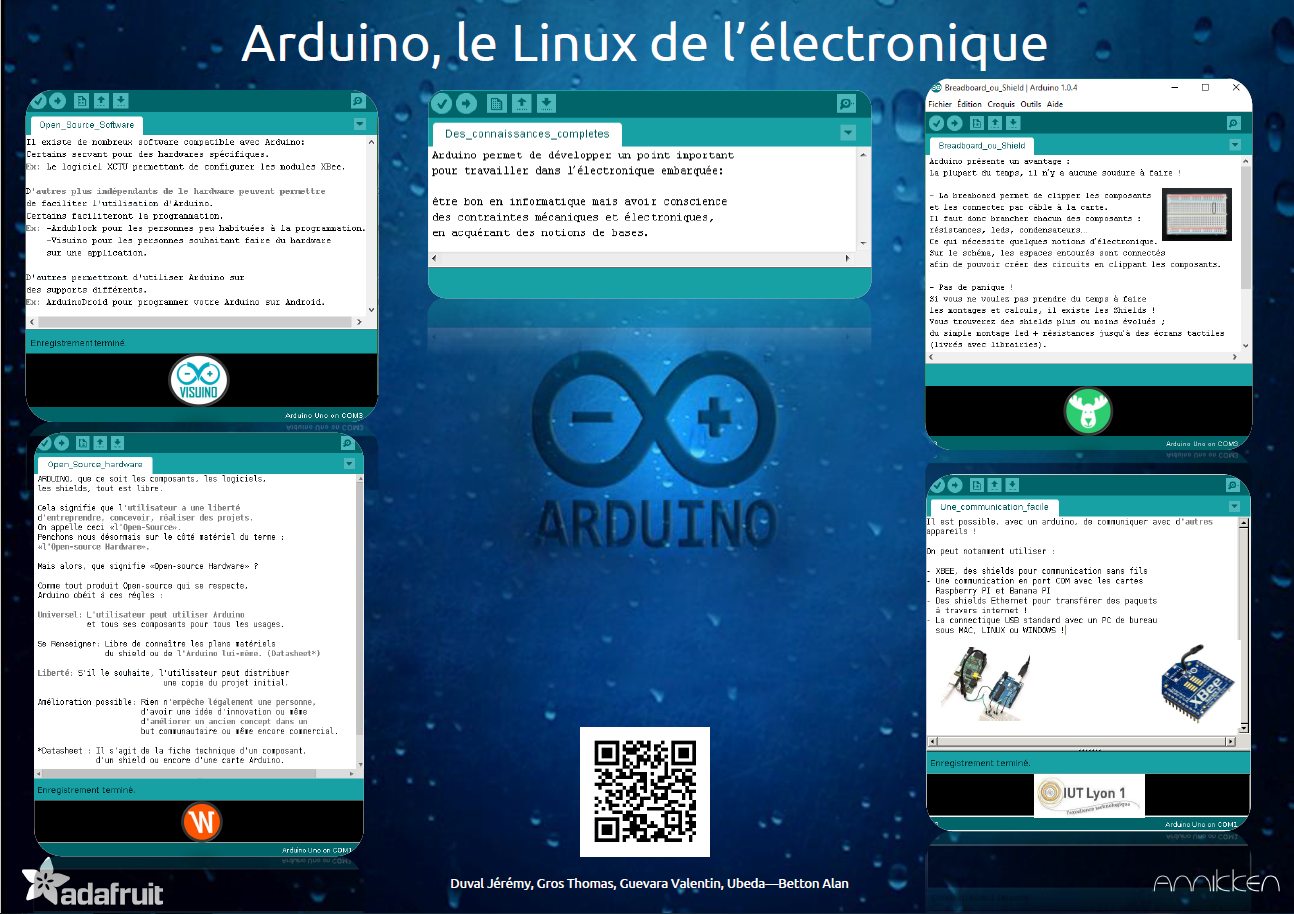 Arduino, le Linux de l'électronique
Open_Source_Software
Il existe de nombreux software compatible avec Arduino:
Certains servant pour des hardwares spécifiques.
Ex: Le logiciel XCTU permettant de configurer les modules XBee.
D'autres plus indépendants de le hardware peuvent permettre
de faciliter l'utilisation d'Arduino.
Certains faciliteront la programmation.
Ex: -Ardublock pour les personnes peu habituées à la programmation.
-Visuino pour les personnes souhaitant faire du hardware
sur une application.
D'autres permettront d'utiliser Arduino sur
des supports différents.
Ex: ArduinoDroid pour programmer votre Arduino sur Android.
Enregistrement terminé.
VISUINO
Arduino Uno on COM3
Open_Source_hardware
ARDUINO, que ce soit les composants, les logiciels,
les shields, tout est libre.
Cela signifie que l'utilisateur a une liberté
d'entreprendre, concevoir, réaliser des projets.
On appelle ceci «l'Open-Source».
Penchons nous désormais sur le côté matériel du terme :
«l'Open-source Hardware».
Mais alors, que signifie «Open-source Hardware» ?
Comme tout produit Open-source qui se respecte,
Arduino obéit à ces règles :
Universel: L'utilisateur peut utiliser Arduino
et tous ses composants pour tous les usages.
Se Renseigner: Libre de connaître les plans matériels
du shield ou de l'Arduino lui-même. (Datasheet*)
Liberté: S'il le souhaite, l'utilisateur peut distribuer
une copie du projet initial.
Amélioration possible: Rien n'empêche légalement une personne,
d'avoir une idée d'innovation ou même
d'améliorer un ancien concept dans un
but communautaire ou même encore commercial.
*Datasheet : Il s'agit de la fiche technique d'un composant,
d'un shield ou encore d'une carte Arduino.
Enregistrement terminé.
W
Arduino Uno on COM1
adafruit
Des_connaissances_completes
Arduino permet de développer un point important
pour travailler dans l'électronique embarquée:
être bon en informatique mais avoir conscience
des contraintes mécaniques et électroniques,
en acquérant des notions de bases.
ARDUINO
Duval Jérémy, Gros Thomas, Guevara Valentin, Ubeda—Betton Alan
Breadboard_ou_Shield | Arduino 1.0.4
Fichier Édition Croquis Outils Aide
Breadboard_ou_Shield
Arduino présente un avantage :
La plupart du temps, il n'y a aucune soudure à faire !
- La breaboard permet de clipper les composants
et les connecter par câble à la carte.
Il faut donc brancher chacun des composants :
résistances, leds, condensateurs...
Ce qui nécessite quelques notions d'électronique.
Sur le schéma, les espaces entourés sont connectés
afin de pouvoir créer des circuits en clippant les composants.
- Pas de panique !
Si vous ne voulez pas prendre du temps à faire
les montages et calculs, il existe les Shields !
Vous trouverez des shields plus ou moins évolués ;
du simple montage led + résistances jusqu'à des écrans tactiles
(livrés avec librairies).
Arduino Uno on COM3
Une_communication_facile
Il est possible, avec un arduino, de communiquer avec d'autres
appareils !
On peut notamment utiliser :
- XBEE, des shields pour communication sans fils
- Une communication en port COM avec les cartes
Raspberry PI et Banana PI
- Des shields Ethernet pour transférer des paquets
à travers internet !
- La connectique USB standard avec un PC de bureau
sous MAC, LINUX ou WINDOWS !
XBee
Enregistrement terminé.
IUT Lyon 1
l'excellence technologique
Arduino Uno on COM1
ANNIKKEN